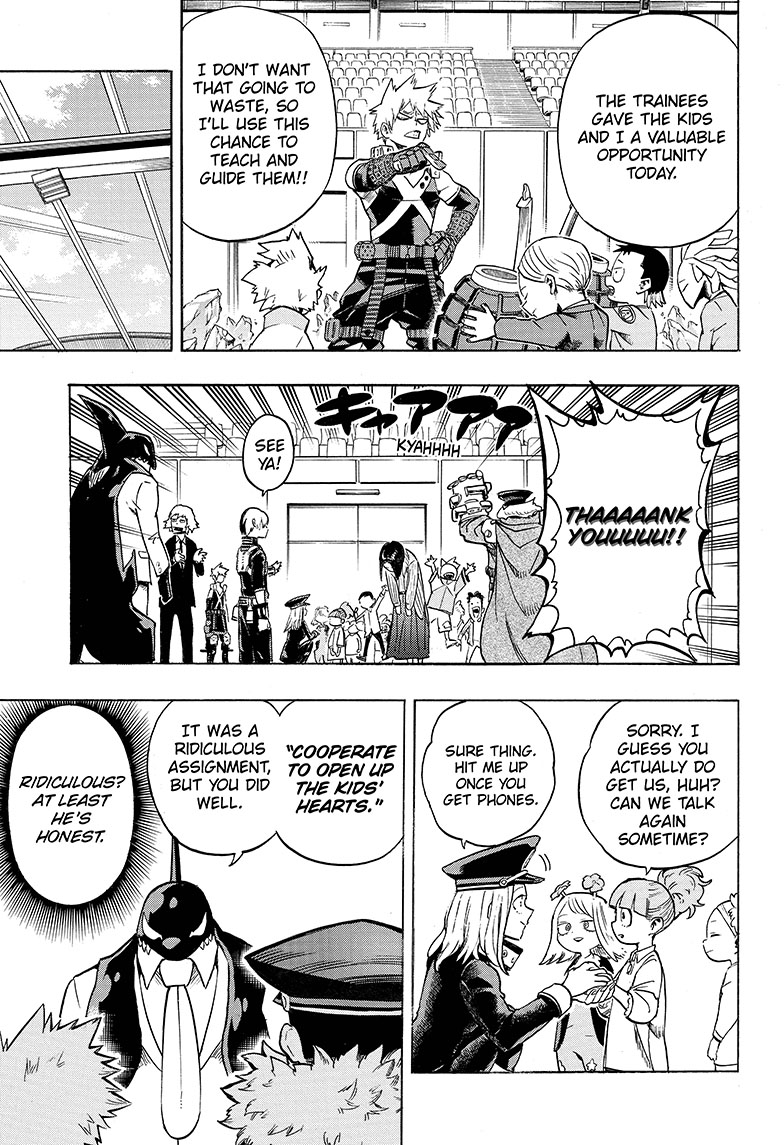 THE TRAINEES
GAVE THE KIDS
AND I A VALUABLE
OPPORTUNITY
TODAY.
I DON'T WANT
THAT GOING TO
WASTE, SO
I'LL USE THIS
CHANCE TO
TEACH AND
GUIDE THEM!!
THAAAAANK
YOUUUUU!!
キャアアア
KYAHHHH
SEE
YA!
SORRY. I
GUESS YOU
ACTUALLY DO
GET US, HUH?
CAN WE TALK
AGAIN
SOMETIME?
SURE THING.
HIT ME UP
ONCE YOU
GET PHONES.
"COOPERATE
TO OPEN UP
THE KIDS'
HEARTS."
IT WAS A
RIDICULOUS
ASSIGNMENT,
BUT YOU DID
WELL.
RIDICULOUS?
AT LEAST
HE'S
HONEST.